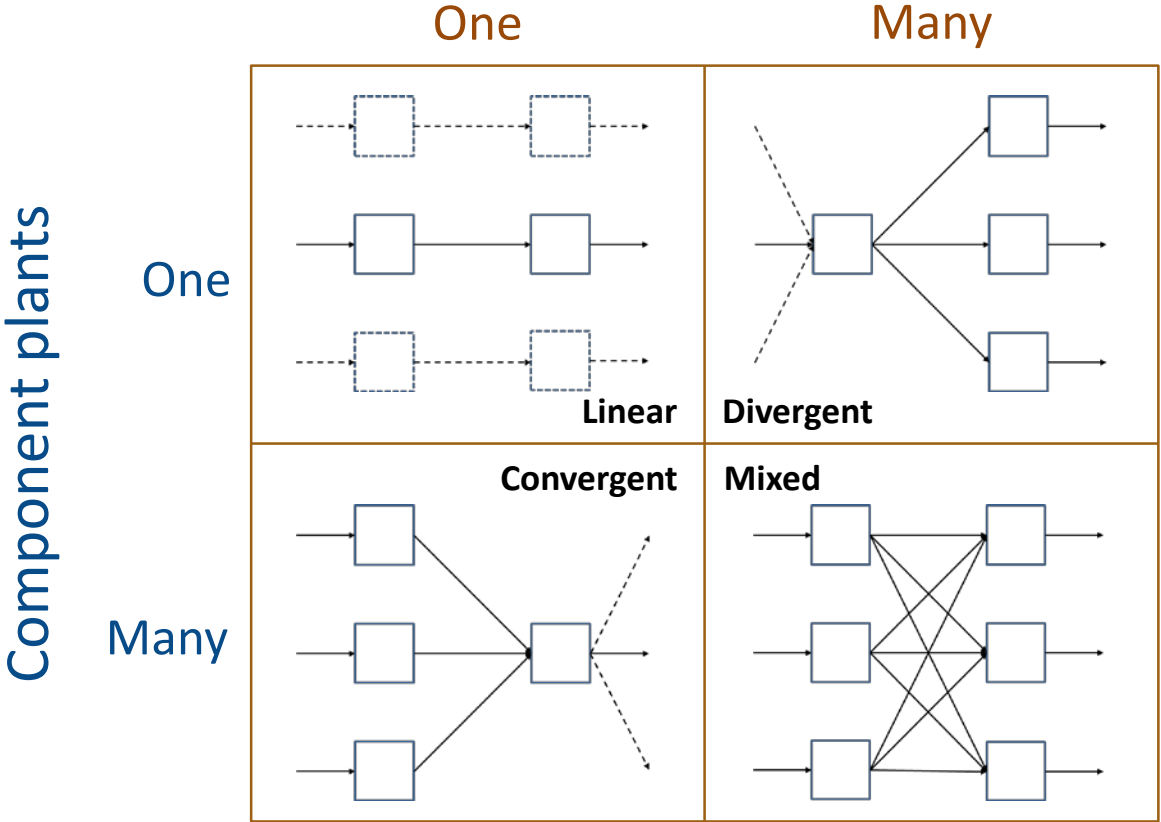 One
Many
Component plants
One
Linear
Divergent
Many
Convergent
Mixed